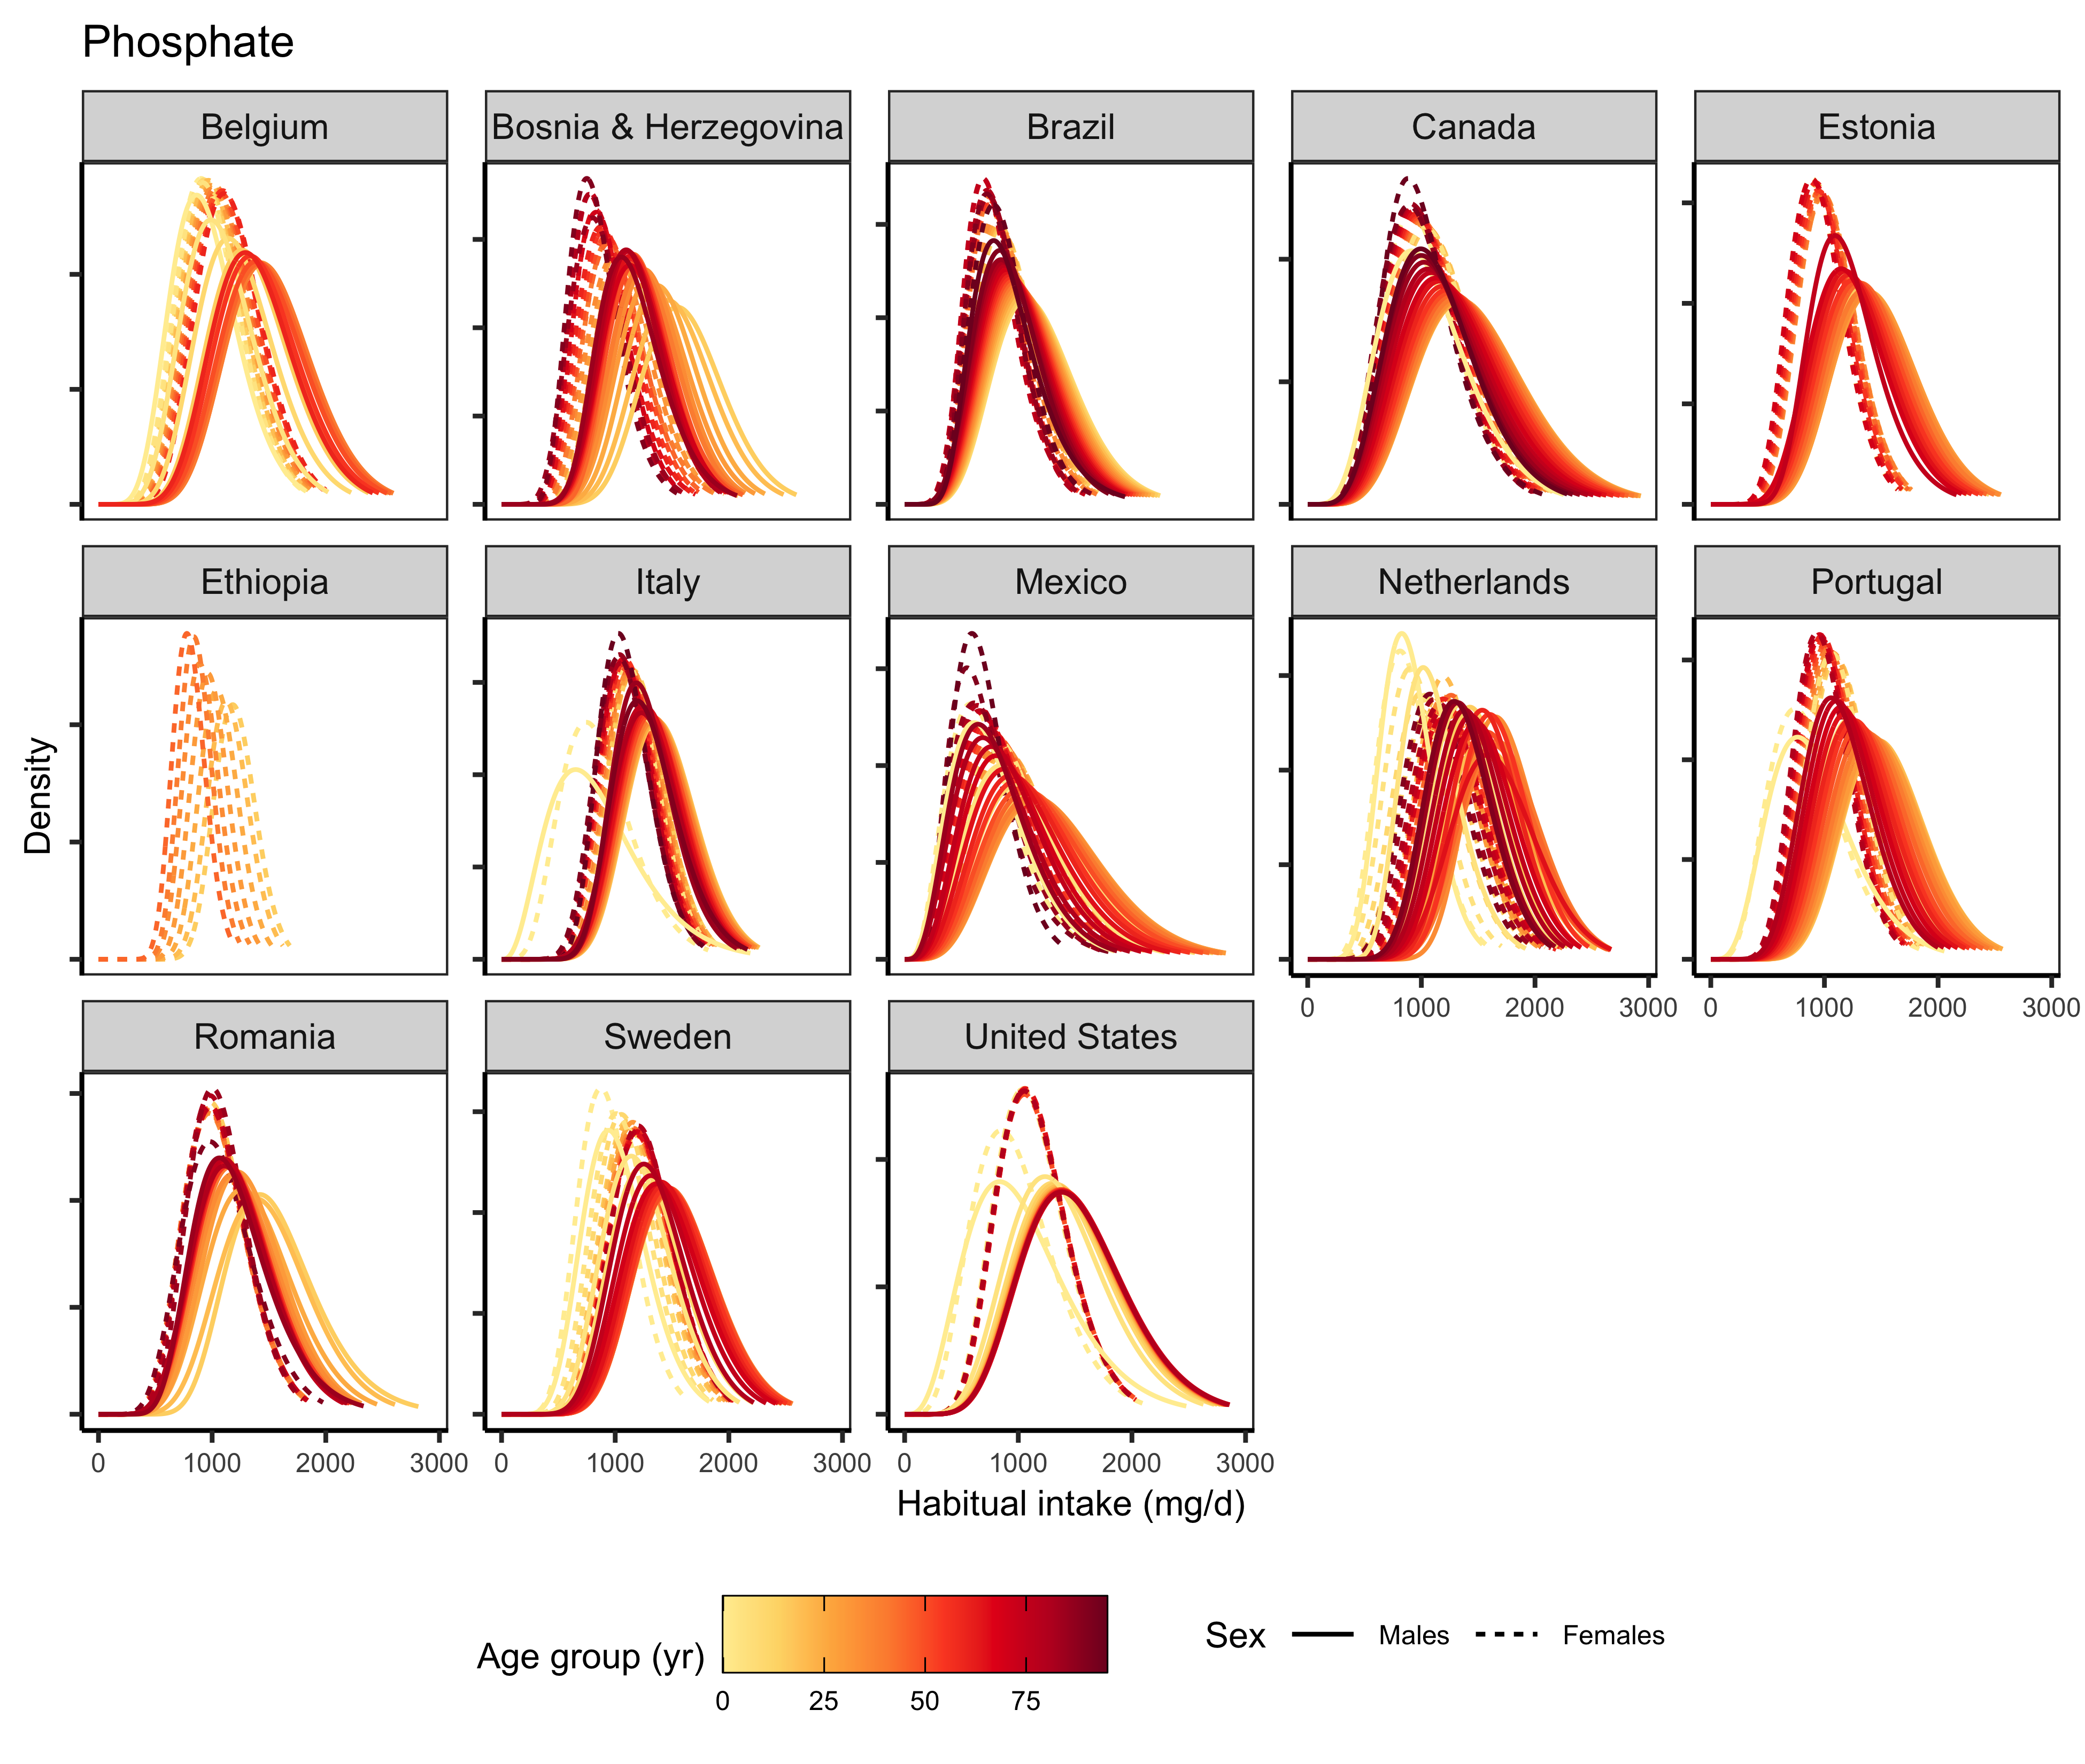 Phosphate
Belgium
Bosnia & Herzegovina
Brazil
Canada
Estonia
Ethiopia
Italy
Mexico
Netherlands
Portugal
Density
0 1000 2000 3000
0 1000 2000 3000
Romania
Sweden
United States
0 1000 2000 3000
0 1000 2000 3000
0 1000 2000 3000
Habitual intake (mg/d)
Age group (yr)
0 25 50 75
Sex
Males
Females